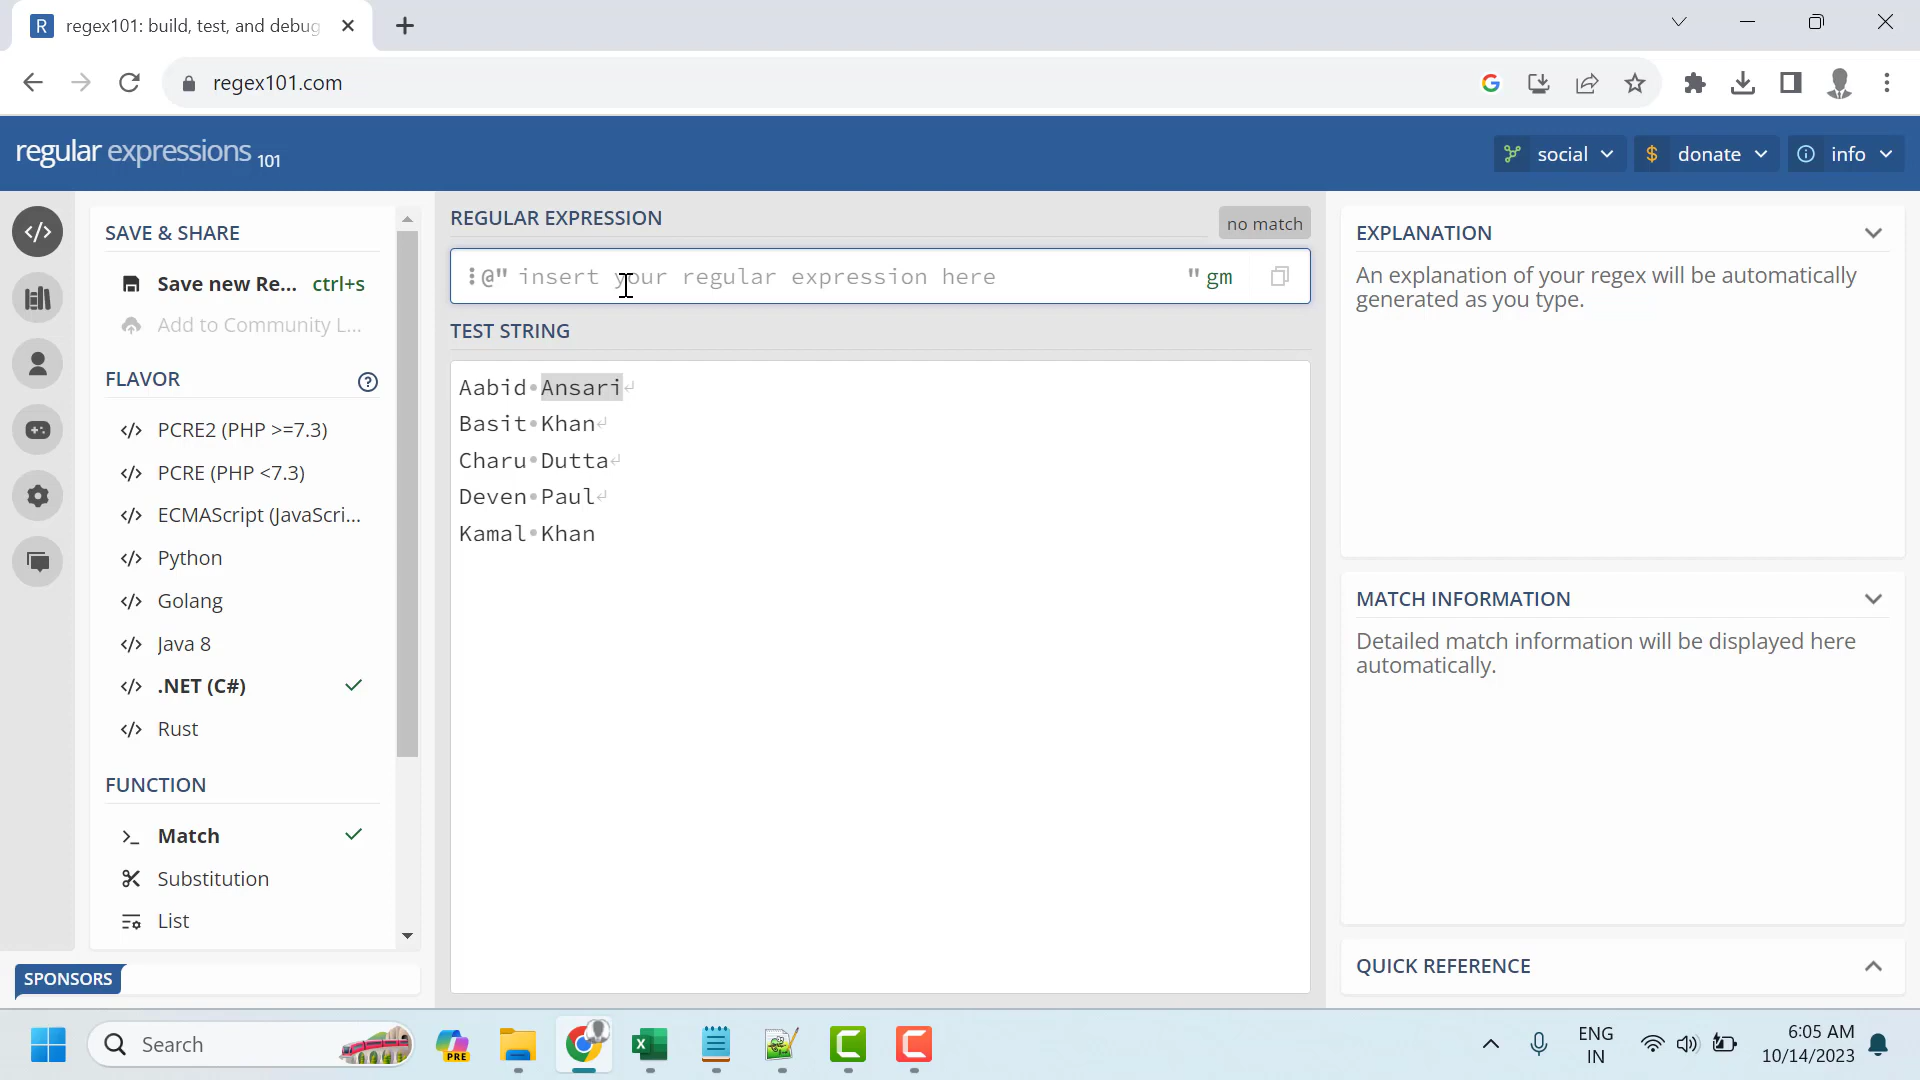 R regex101: build, test, and debug
regex101.com
regular expressions 101
social
$ donate
info
SAVE & SHARE
Save new Re... ctrl+s
Add to Community L...
FLAVOR
PCRE2 (PHP >=7.3)
PCRE (PHP <7.3)
ECMAScript (JavaScri...
Python
Golang
Java 8
.NET (C#)
Rust
FUNCTION
Match
Substitution
List
SPONSORS
REGULAR EXPRESSION
no match
@" insert your regular expression here " gm
TEST STRING
Aabid•Ansari↵
Basit•Khan↵
Charu•Dutta↵
Deven•Paul↵
Kamal•Khan
EXPLANATION
An explanation of your regex will be automatically
generated as you type.
MATCH INFORMATION
Detailed match information will be displayed here
automatically.
QUICK REFERENCE
Search
PRE
ENG
IN
6:05 AM
10/14/2023